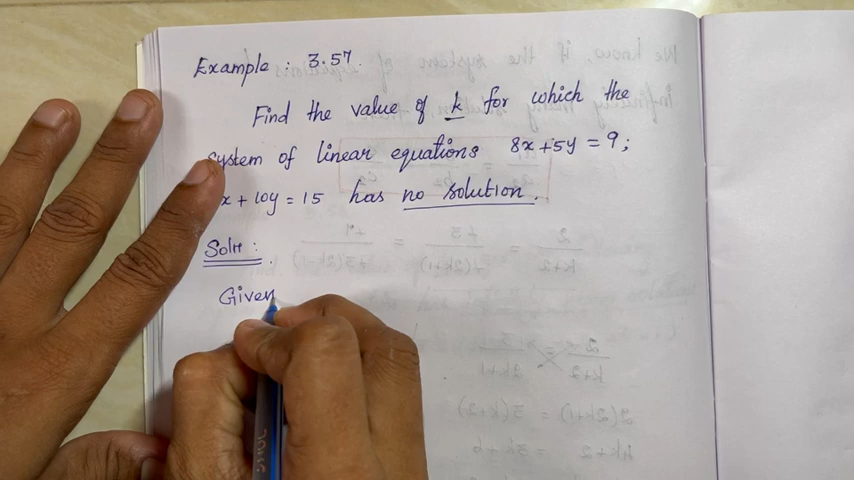 Example : 3.57.
Find the value of k for which the
system of linear equations 8x + 5y = 9;
x + 10y = 15 has no solution.
Soln :
Given